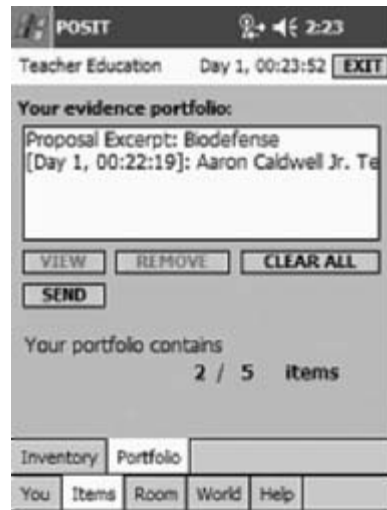 POSIT 2:23
Teacher Education Day 1, 00:23:52 EXIT
Your evidence portfolio:
Proposal Excerpt: Biodefense
[Day 1, 00:22:19]: Aaron Caldwell Jr. Te
VIEW REMOVE CLEAR ALL
SEND
Your portfolio contains
2 / 5 items
Inventory Portfolio
You Items Room World Help